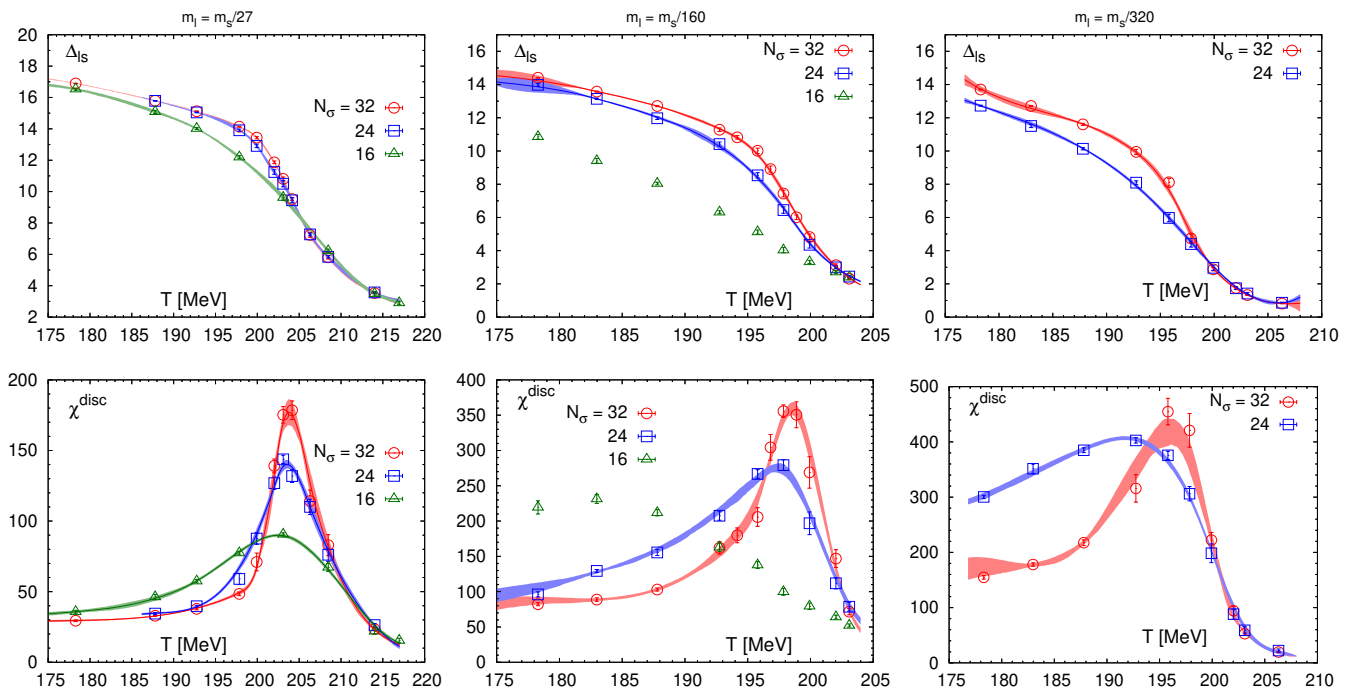 m_l = m_s/27
m_l = m_s/160
m_l = m_s/320
20
18
16
14
12
10
8
6
4
2
Δ_ls
N_σ = 32
24
16
T [MeV]
175 180 185 190 195 200 205 210 215 220
16
14
12
10
8
6
4
2
0
Δ_ls
N_σ = 32
24
16
T [MeV]
175 180 185 190 195 200 205
16
14
12
10
8
6
4
2
0
Δ_ls
N_σ = 32
24
T [MeV]
175 180 185 190 195 200 205 210
200
150
100
50
0
χ^disc
N_σ = 32
24
16
T [MeV]
175 180 185 190 195 200 205 210 215 220
400
350
300
250
200
150
100
50
0
χ^disc
N_σ = 32
24
16
T [MeV]
175 180 185 190 195 200 205
500
400
300
200
100
0
χ^disc
N_σ = 32
24
T [MeV]
175 180 185 190 195 200 205 210